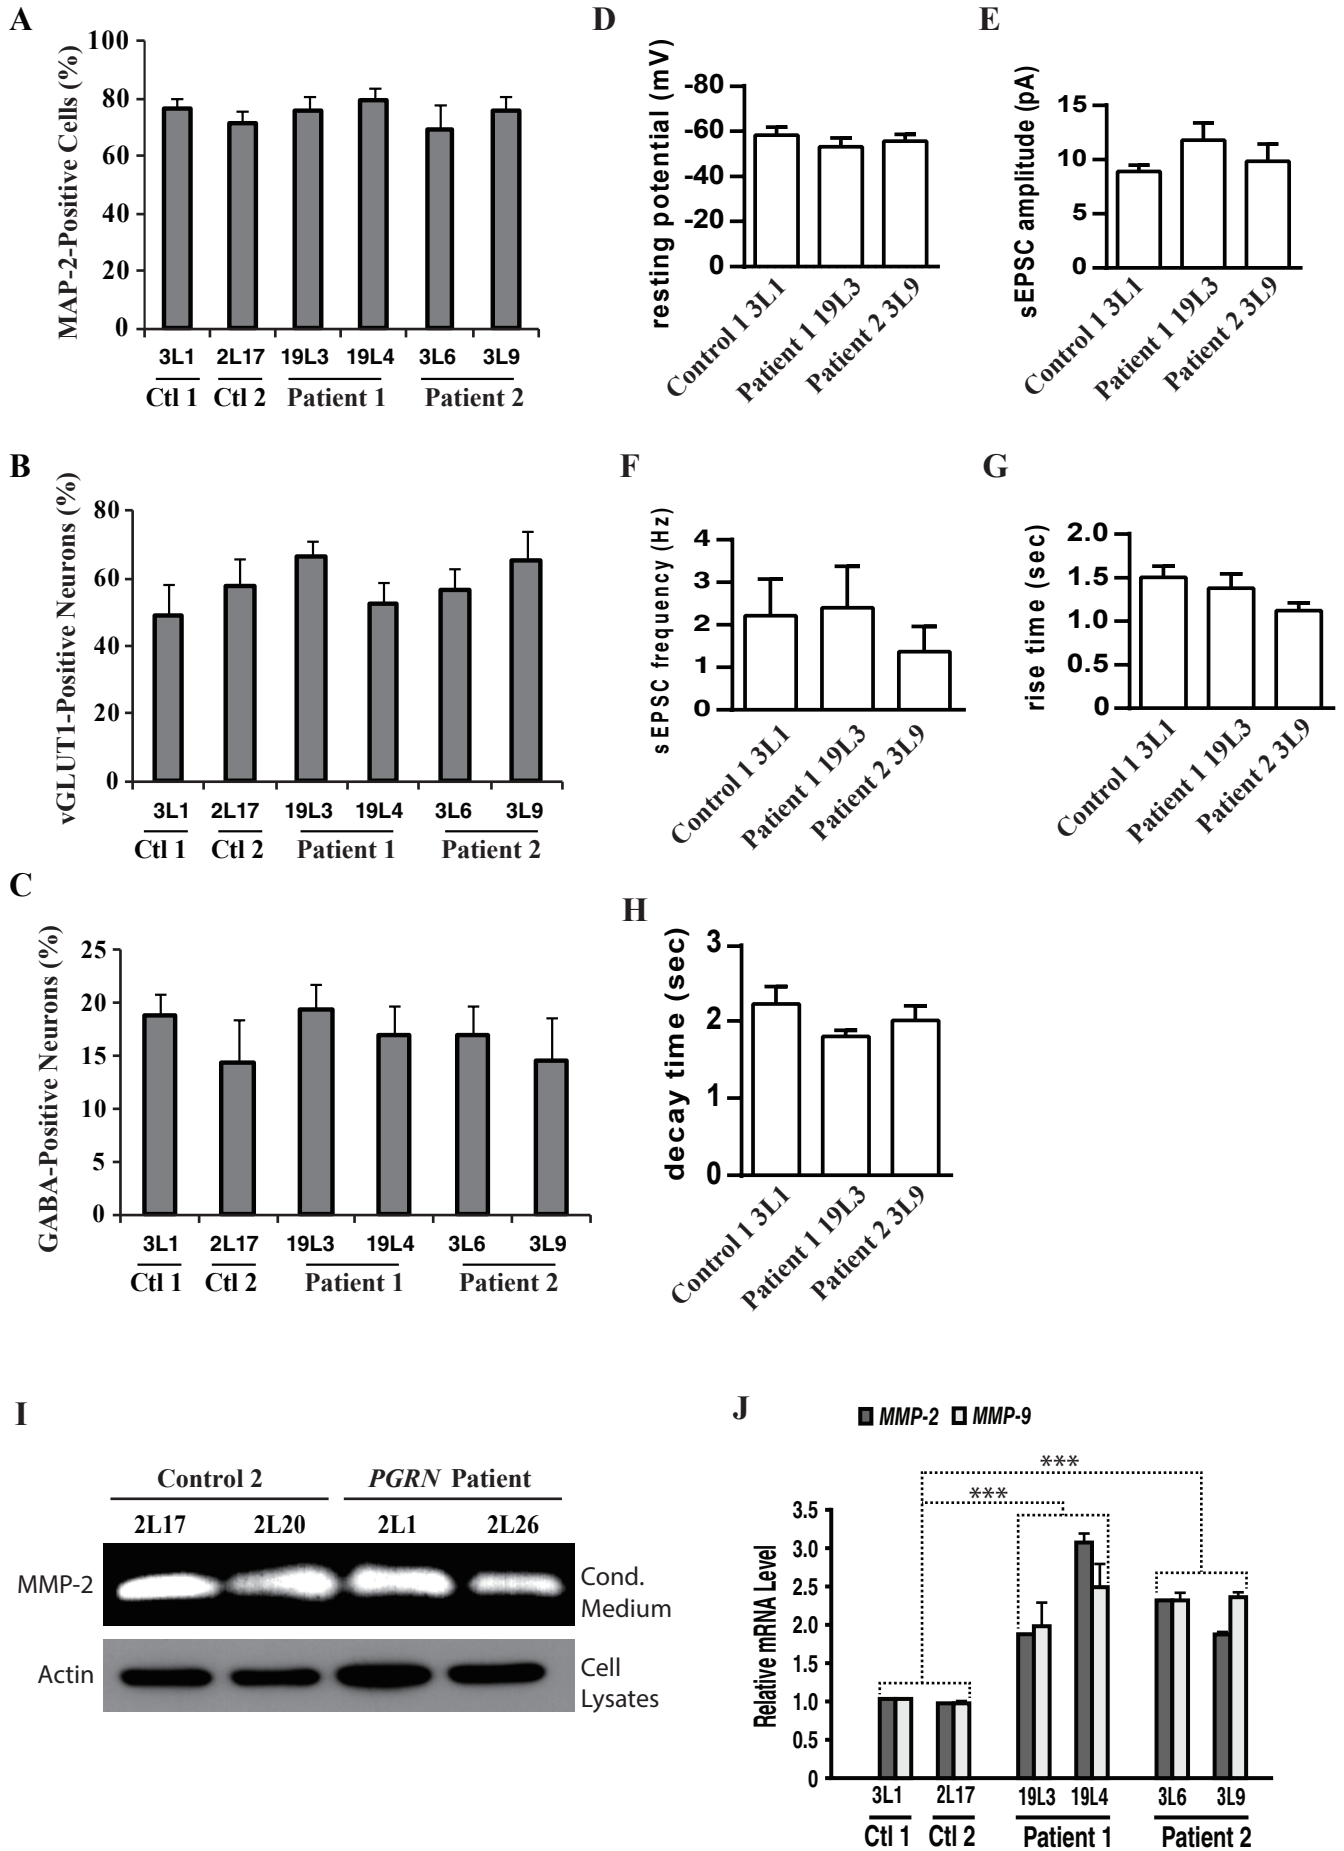 A
MAP-2-Positive Cells (%)
100
80
60
40
20
0
3L1 2L17 19L3 19L4 3L6 3L9
Ctl 1 Ctl 2 Patient 1 Patient 2
B
vGLUT1-Positive Neurons (%)
80
60
40
20
0
3L1 2L17 19L3 19L4 3L6 3L9
Ctl 1 Ctl 2 Patient 1 Patient 2
C
GABA-Positive Neurons (%)
25
20
15
10
5
0
3L1 2L17 19L3 19L4 3L6 3L9
Ctl 1 Ctl 2 Patient 1 Patient 2
D
resting potential (mV)
-80
-60
-40
-20
0
Control 1 3L1
Patient 1 19L3
Patient 2 3L9
E
sEPSC amplitude (pA)
15
10
5
0
Control 1 3L1
Patient 1 19L3
Patient 2 3L9
F
sEPSC frequency (Hz)
4
3
2
1
0
Control 1 3L1
Patient 1 19L3
Patient 2 3L9
G
rise time (sec)
2.0
1.5
1.0
0.5
0
Control 1 3L1
Patient 1 19L3
Patient 2 3L9
H
decay time (sec)
3
2
1
0
Control 1 3L1
Patient 1 19L3
Patient 2 3L9
I
Control 2 PGRN Patient
2L17 2L20 2L1 2L26
MMP-2
Cond.
Medium
Actin
Cell
Lysates
J
MMP-2 MMP-9
***
***
Relative mRNA Level
3.5
3.0
2.5
2.0
1.5
1.0
0.5
0
3L1 2L17 19L3 19L4 3L6 3L9
Ctl 1 Ctl 2 Patient 1 Patient 2